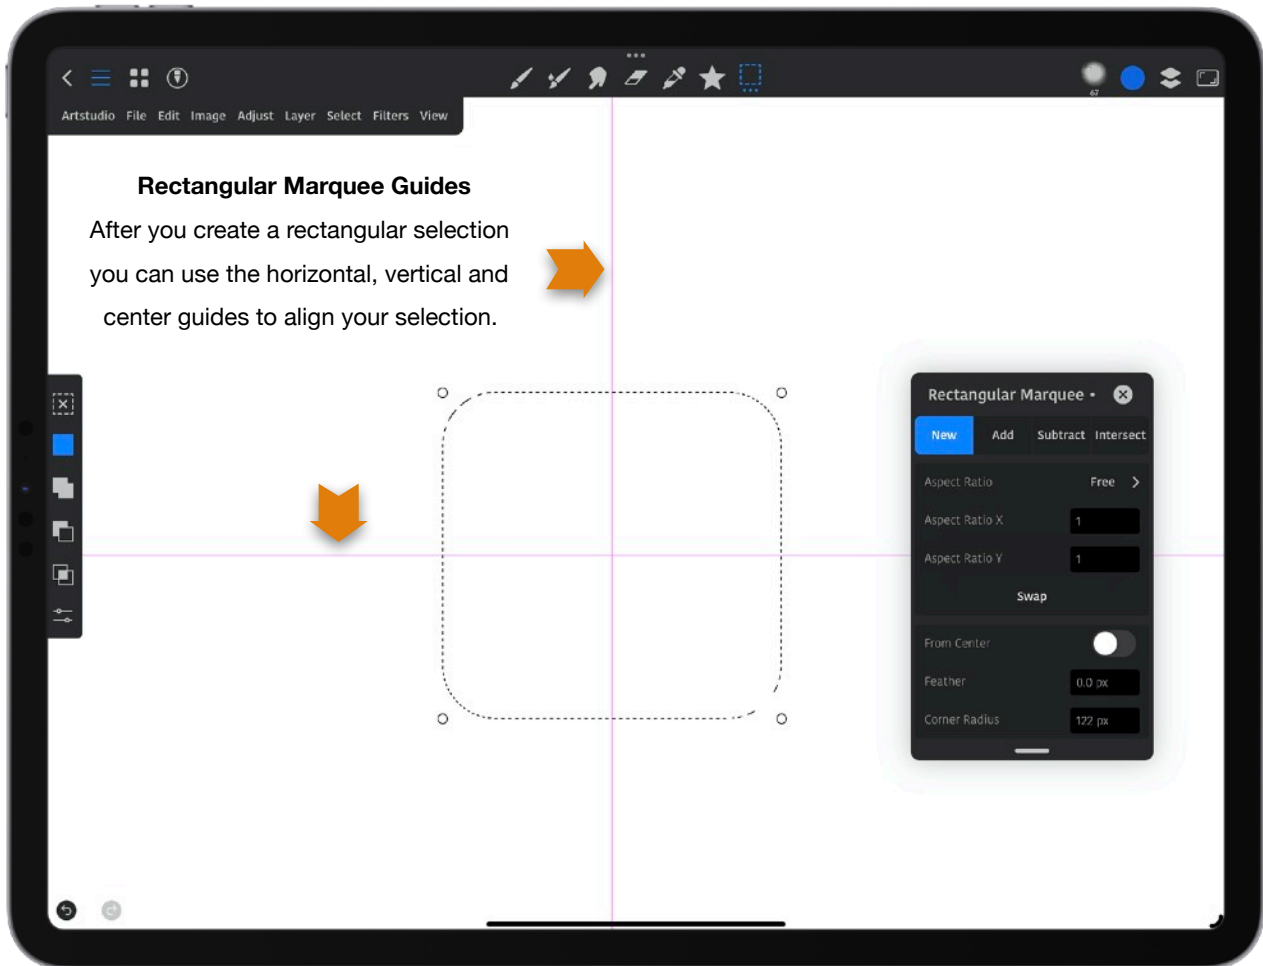 67
Artstudio File Edit Image Adjust Layer Select Filters View
Rectangular Marquee Guides
After you create a rectangular selection
you can use the horizontal, vertical and
center guides to align your selection.
Rectangular Marquee •
New Add Subtract Intersect
Aspect Ratio Free >
Aspect Ratio X 1
Aspect Ratio Y 1
Swap
From Center
Feather 0.0 px
Corner Radius 122 px